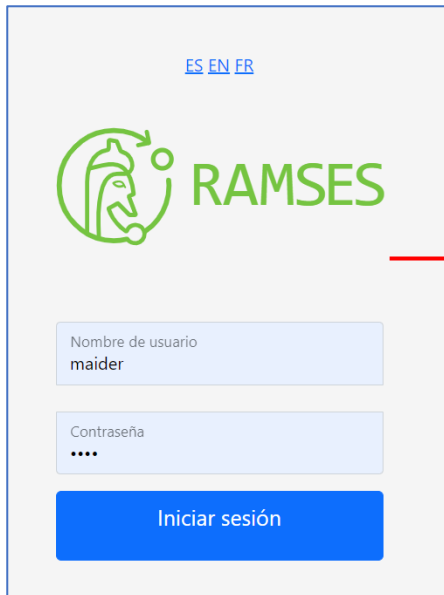 ES EN FR
RAMSES
Nombre de usuario
maider
Contraseña
••••
Iniciar sesión